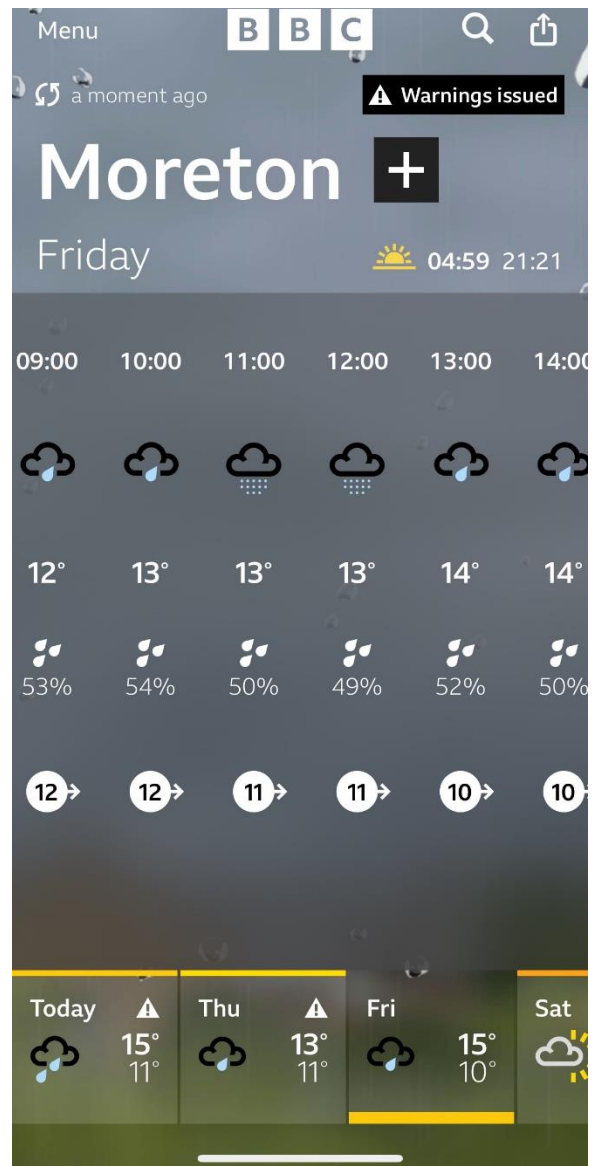 Menu BBC
a moment ago Warnings issued
Moreton +
Friday 04:59 21:21
09:00 10:00 11:00 12:00 13:00 14:00
12° 13° 13° 13° 14° 14°
53% 54% 50% 49% 52% 50%
12 12 11 11 10 10
Today Thu Fri Sat
15° 13° 15°
11° 11° 10°